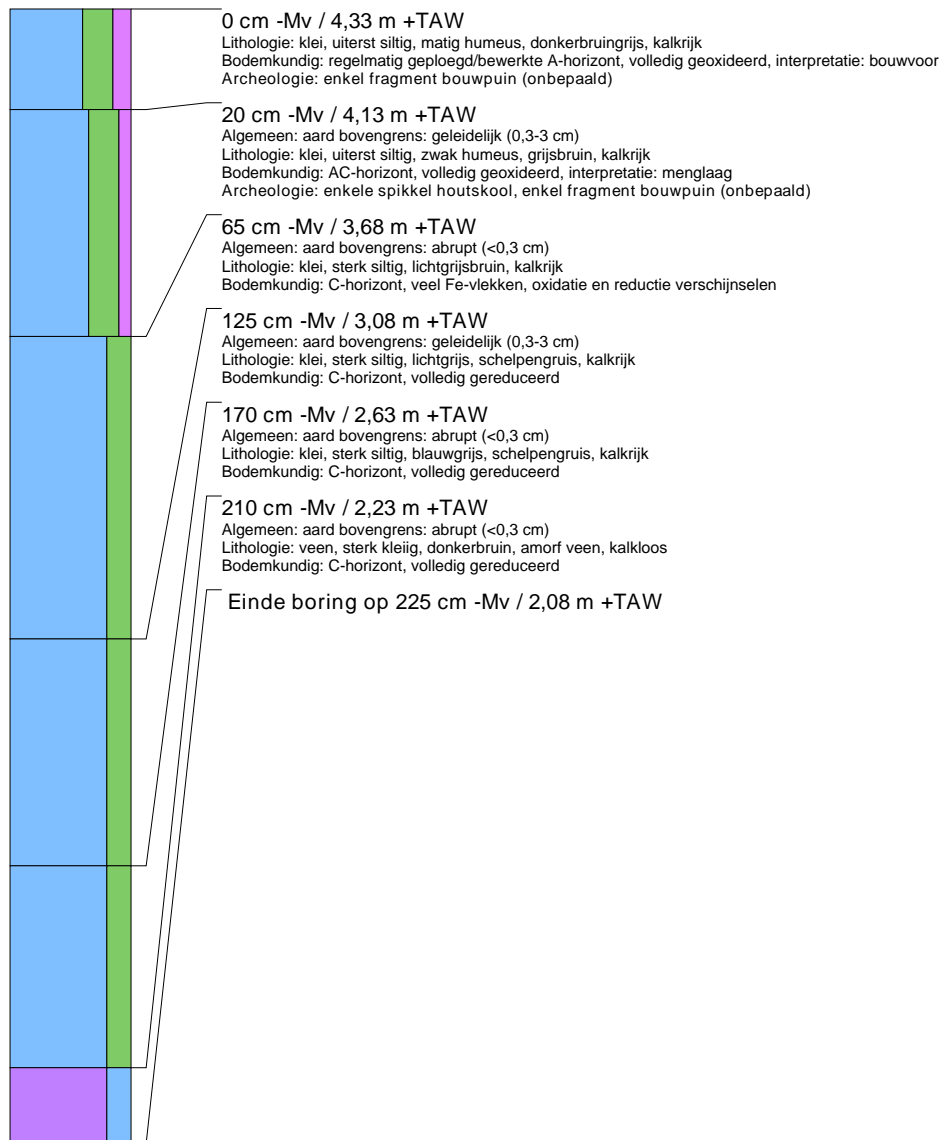 0 cm -Mv / 4,33 m +TAW
Lithologie: klei, uiterst siltig, matig humeus, donkerbruingrijs, kalkrijk
Bodemkundig: regelmatig geploegd/bewerkte A-horizont, volledig geoxideerd, interpretatie: bouwvoor
Archeologie: enkel fragment bouwpuin (onbepaald)
20 cm -Mv / 4,13 m +TAW
Algemeen: aard bovengrens: geleidelijk (0,3-3 cm)
Lithologie: klei, uiterst siltig, zwak humeus, grijsbruin, kalkrijk
Bodemkundig: AC-horizont, volledig geoxideerd, interpretatie: menglaag
Archeologie: enkele spikkel houtskool, enkel fragment bouwpuin (onbepaald)
65 cm -Mv / 3,68 m +TAW
Algemeen: aard bovengrens: abrupt (<0,3 cm)
Lithologie: klei, sterk siltig, lichtgrijsbruin, kalkrijk
Bodemkundig: C-horizont, veel Fe-vlekken, oxidatie en reductie verschijnselen
125 cm -Mv / 3,08 m +TAW
Algemeen: aard bovengrens: geleidelijk (0,3-3 cm)
Lithologie: klei, sterk siltig, lichtgrijs, schelpengruis, kalkrijk
Bodemkundig: C-horizont, volledig gereduceerd
170 cm -Mv / 2,63 m +TAW
Algemeen: aard bovengrens: abrupt (<0,3 cm)
Lithologie: klei, sterk siltig, blauwgrijs, schelpengruis, kalkrijk
Bodemkundig: C-horizont, volledig gereduceerd
210 cm -Mv / 2,23 m +TAW
Algemeen: aard bovengrens: abrupt (<0,3 cm)
Lithologie: veen, sterk kleiig, donkerbruin, amorf veen, kalkloos
Bodemkundig: C-horizont, volledig gereduceerd
Einde boring op 225 cm -Mv / 2,08 m +TAW